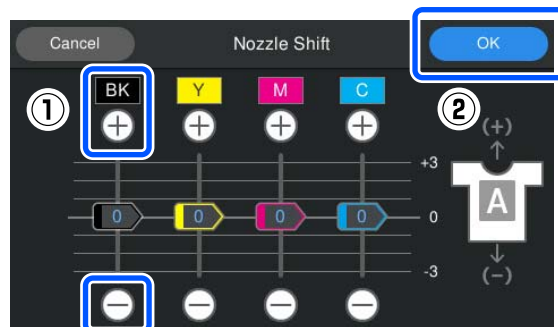 Cancel Nozzle Shift OK
① BK Y M C ②
+ + + + (+)
+3
0 0 0 0 0 A
-3 (−)
− − − −